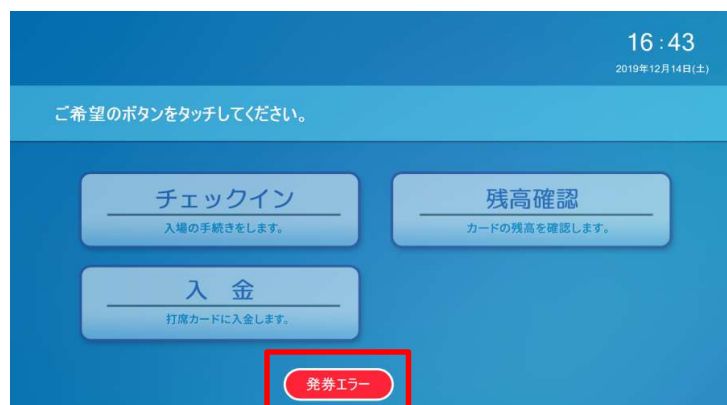 16:43
2019年12月14日(土)
ご希望のボタンをタッチしてください。
チェックイン
入場の手続きをします。
残高確認
カードの残高を確認します。
入 金
打席カードに入金します。
発券エラー